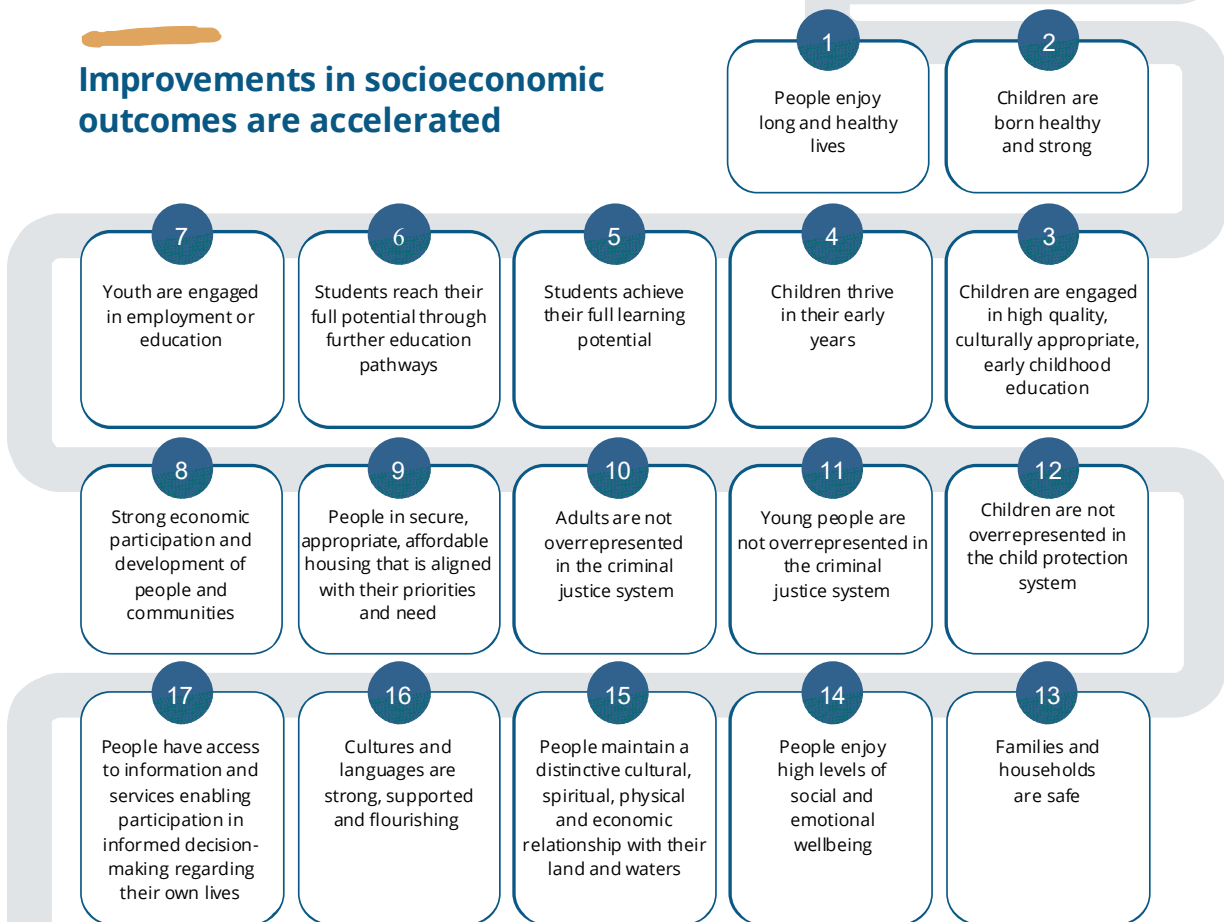 Improvements in socioeconomic
outcomes are accelerated
1
People enjoy
long and healthy
lives
2
Children are
born healthy
and strong
3
Children are engaged
in high quality,
culturally appropriate,
early childhood
education
4
Children thrive
in their early
years
5
Students achieve
their full learning
potential
6
Students reach their
full potential through
further education
pathways
7
Youth are engaged
in employment or
education
8
Strong economic
participation and
development of
people and
communities
9
People in secure,
appropriate, affordable
housing that is aligned
with their priorities
and need
10
Adults are not
overrepresented
in the criminal
justice system
11
Young people are
not overrepresented in
the criminal
justice system
12
Children are not
overrepresented in
the child protection
system
13
Families and
households
are safe
14
People enjoy
high levels of
social and
emotional
wellbeing
15
People maintain a
distinctive cultural,
spiritual, physical
and economic
relationship with their
land and waters
16
Cultures and
languages are
strong, supported
and flourishing
17
People have access
to information and
services enabling
participation in
informed decision-
making regarding
their own lives